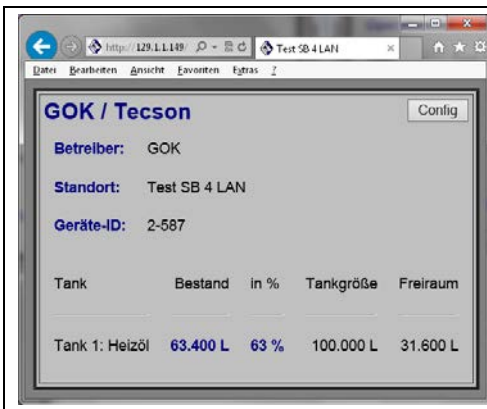 http://129.1.1.149/
Test SB 4 LAN
Datei Bearbeiten Ansicht Favoriten Extras ?
GOK / Tecson
Config
Betreiber: GOK
Standort: Test SB 4 LAN
Geräte-ID: 2-587
Tank Bestand in % Tankgröße Freiraum
Tank 1: Heizöl 63.400 L 63 % 100.000 L 31.600 L